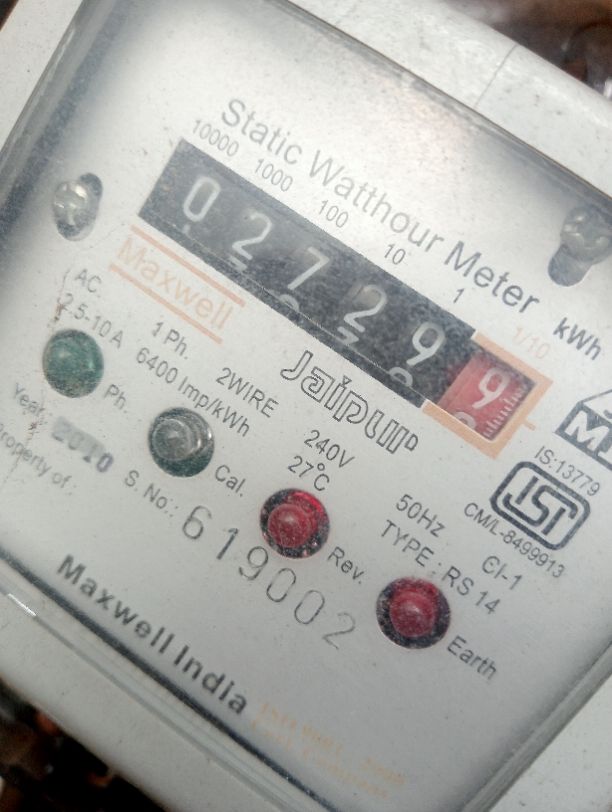 Static Watthour Meter
10000 1000 100 10 1 1/10 kWh
0 2 7 2 9 9
Maxwell
Jaipur
AC. 1 Ph. 2WIRE 240V 50Hz CI-1
2.5-10 A 6400 Imp/kWh 27°C TYPE : RS 14
IS:13779
CM/L-8499913
Ph. Cal. Rev. Earth
Year 2010 S. No.: 619002
Property of :
Maxwell India